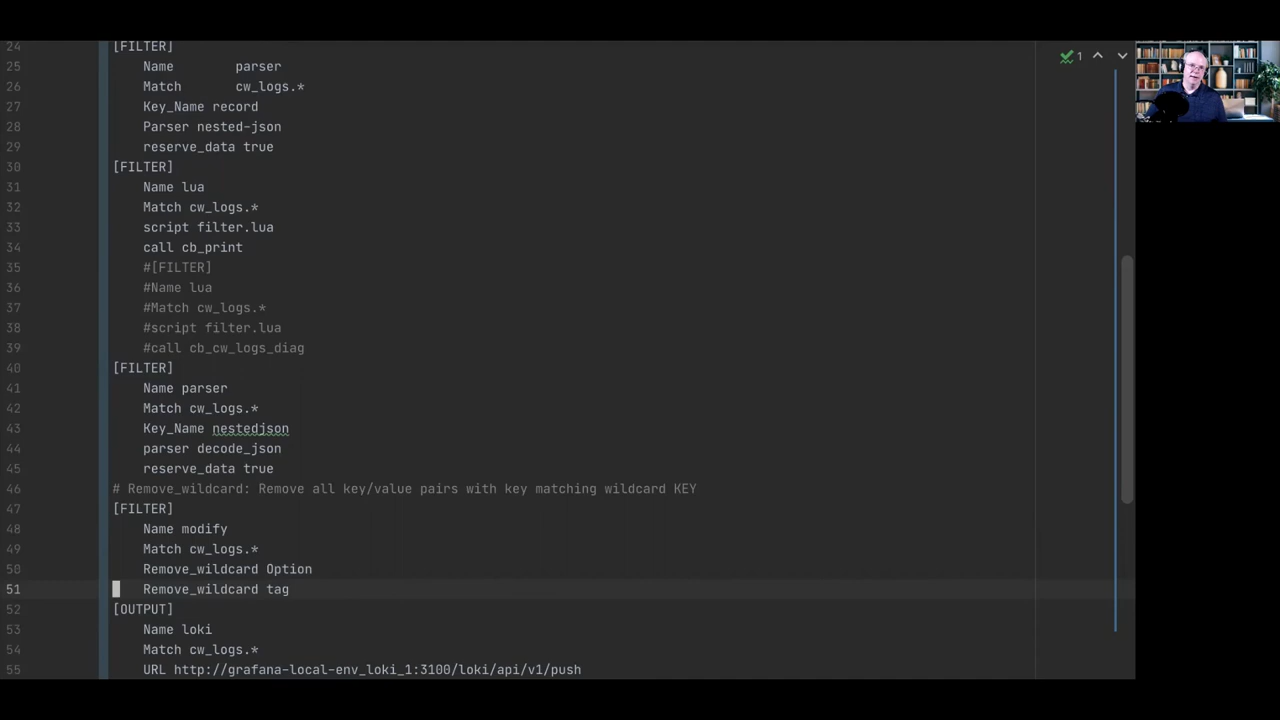 24 [FILTER]
25 Name parser
26 Match cw_logs.*
27 Key_Name record
28 Parser nested-json
29 reserve_data true
30 [FILTER]
31 Name lua
32 Match cw_logs.*
33 script filter.lua
34 call cb_print
35 #[FILTER]
36 #Name lua
37 #Match cw_logs.*
38 #script filter.lua
39 #call cb_cw_logs_diag
40 [FILTER]
41 Name parser
42 Match cw_logs.*
43 Key_Name nestedjson
44 parser decode_json
45 reserve_data true
46 # Remove_wildcard: Remove all key/value pairs with key matching wildcard KEY
47 [FILTER]
48 Name modify
49 Match cw_logs.*
50 Remove_wildcard Option
51 Remove_wildcard tag
52 [OUTPUT]
53 Name loki
54 Match cw_logs.*
55 URL http://grafana-local-env_loki_1:3100/loki/api/v1/push
1